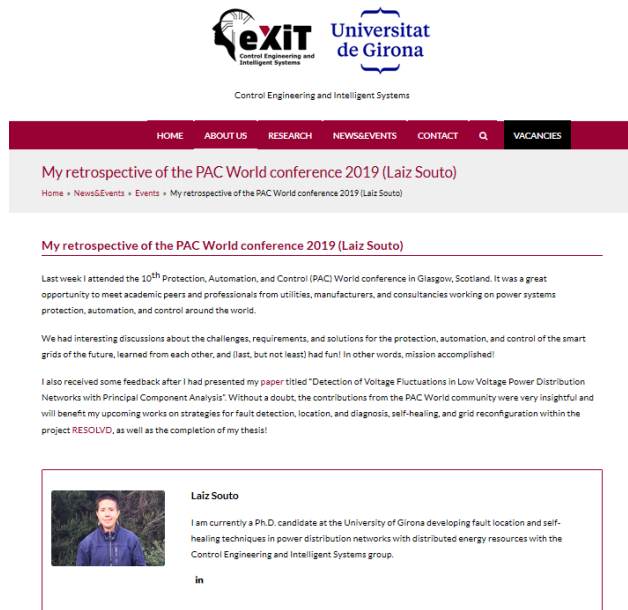 eXiT
Control Engineering and
Intelligent Systems
Universitat
de Girona
Control Engineering and Intelligent Systems
HOME ABOUT US RESEARCH NEWS&EVENTS CONTACT VACANCIES
My retrospective of the PAC World conference 2019 (Laiz Souto)
Home » News&Events » Events » My retrospective of the PAC World conference 2019 (Laiz Souto)
My retrospective of the PAC World conference 2019 (Laiz Souto)
Last week I attended the 10th Protection, Automation, and Control (PAC) World conference in Glasgow, Scotland. It was a great
opportunity to meet academic peers and professionals from utilities, manufacturers, and consultancies working on power systems
protection, automation, and control around the world.
We had interesting discussions about the challenges, requirements, and solutions for the protection, automation, and control of the smart
grids of the future, learned from each other, and (last, but not least) had fun! In other words, mission accomplished!
I also received some feedback after I had presented my paper titled "Detection of Voltage Fluctuations in Low Voltage Power Distribution
Networks with Principal Component Analysis". Without a doubt, the contributions from the PAC World community were very insightful and
will benefit my upcoming works on strategies for fault detection, location, and diagnosis, self-healing, and grid reconfiguration within the
project RESOLVD, as well as the completion of my thesis!
Laiz Souto
I am currently a Ph.D. candidate at the University of Girona developing fault location and self-
healing techniques in power distribution networks with distributed energy resources with the
Control Engineering and Intelligent Systems group.
in